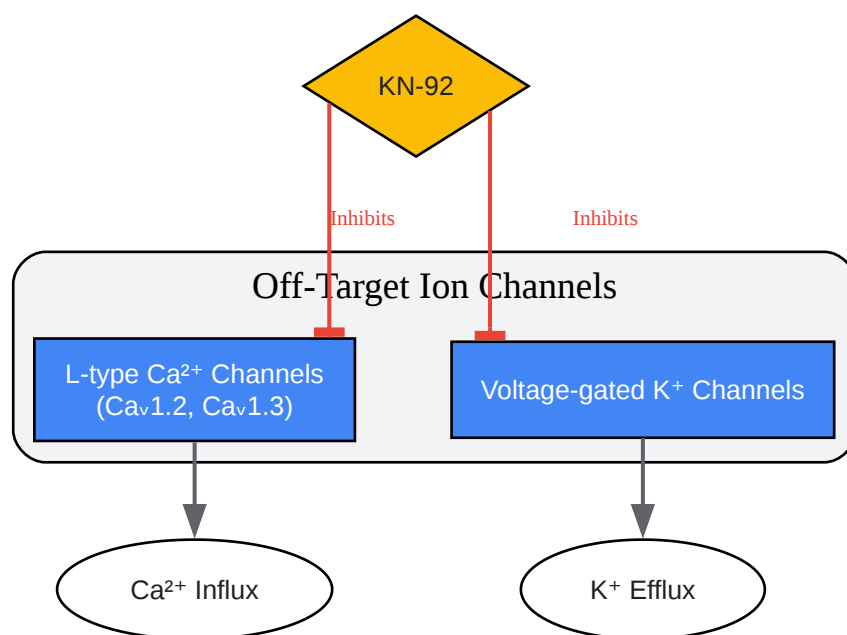 KN-92
Inhibits
Inhibits
Off-Target Ion Channels
L-type Ca²⁺ Channels
(Caᵥ1.2, Caᵥ1.3)
Voltage-gated K⁺ Channels
Ca²⁺ Influx
K⁺ Efflux